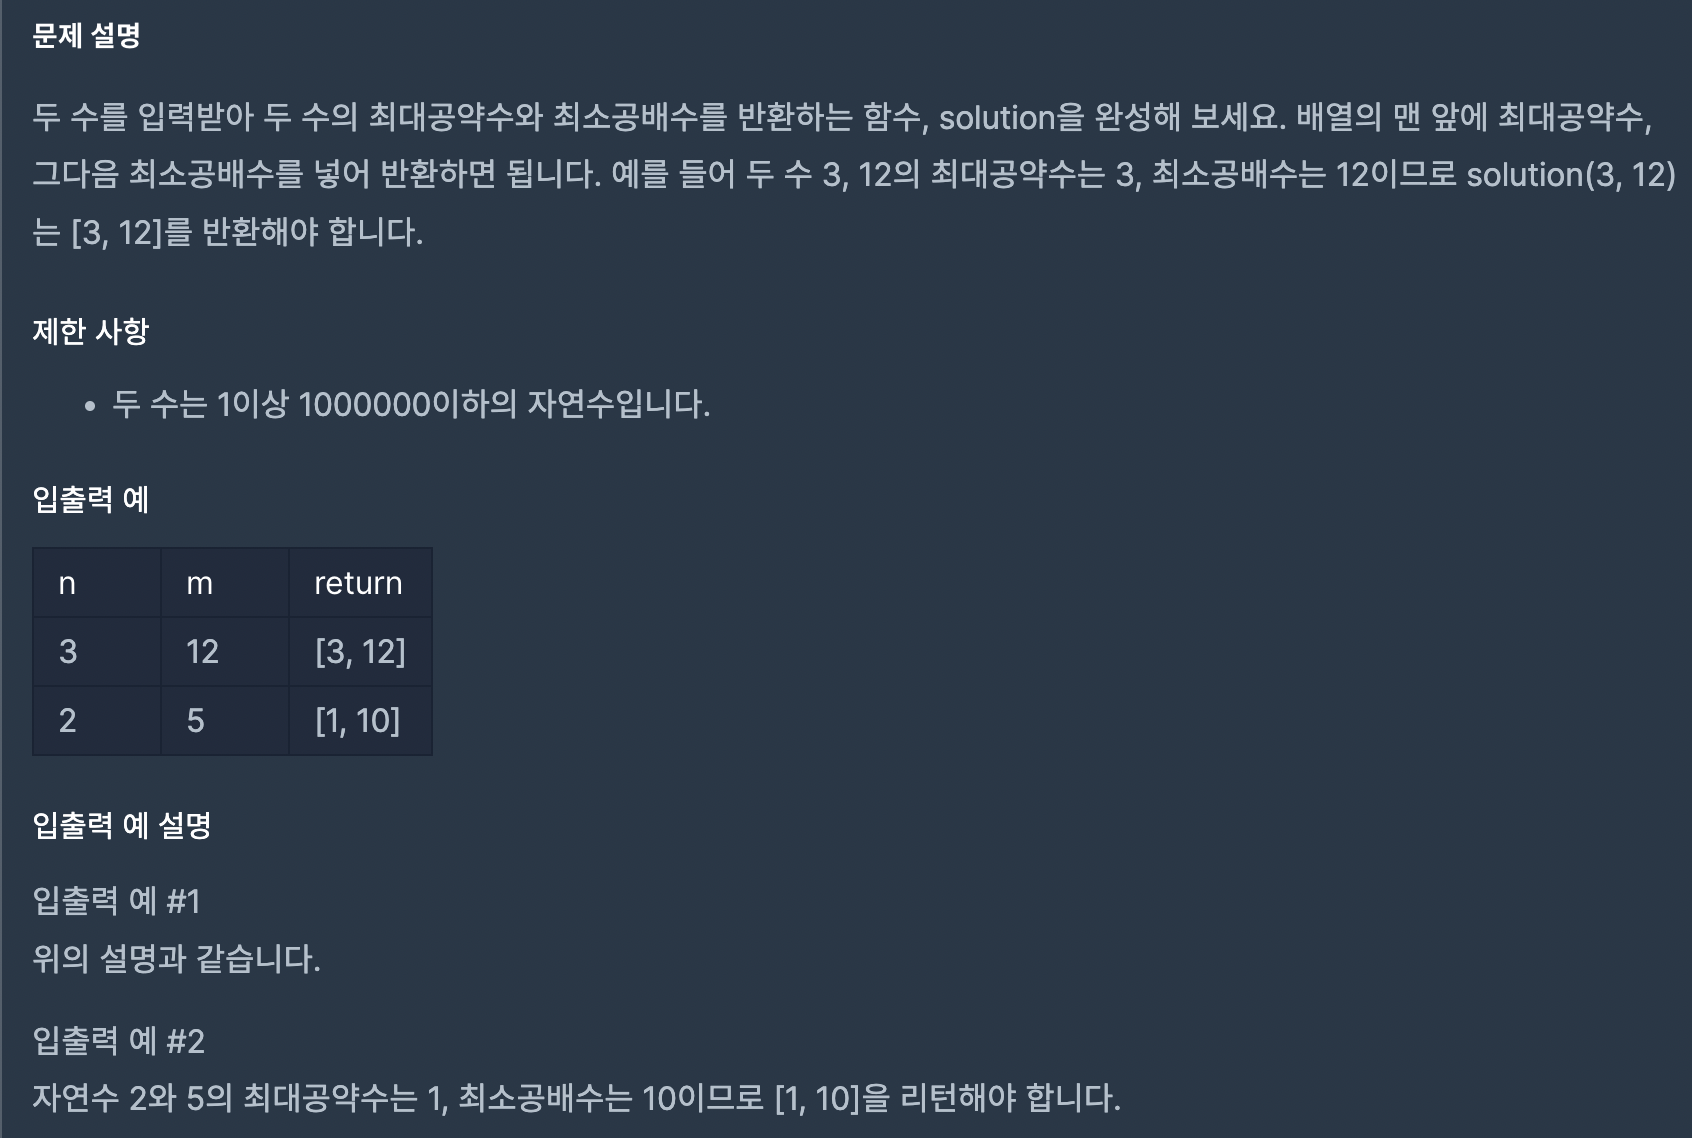 문제 설명
두 수를 입력받아 두 수의 최대공약수와 최소공배수를 반환하는 함수, solution을 완성해 보세요. 배열의 맨 앞에 최대공약수,
그다음 최소공배수를 넣어 반환하면 됩니다. 예를 들어 두 수 3, 12의 최대공약수는 3, 최소공배수는 12이므로 solution(3, 12)
는 [3, 12]를 반환해야 합니다.
제한 사항
• 두 수는 1이상 1000000이하의 자연수입니다.
입출력 예
n m return
3 12 [3, 12]
2 5 [1, 10]
입출력 예 설명
입출력 예 #1
위의 설명과 같습니다.
입출력 예 #2
자연수 2와 5의 최대공약수는 1, 최소공배수는 10이므로 [1, 10]을 리턴해야 합니다.